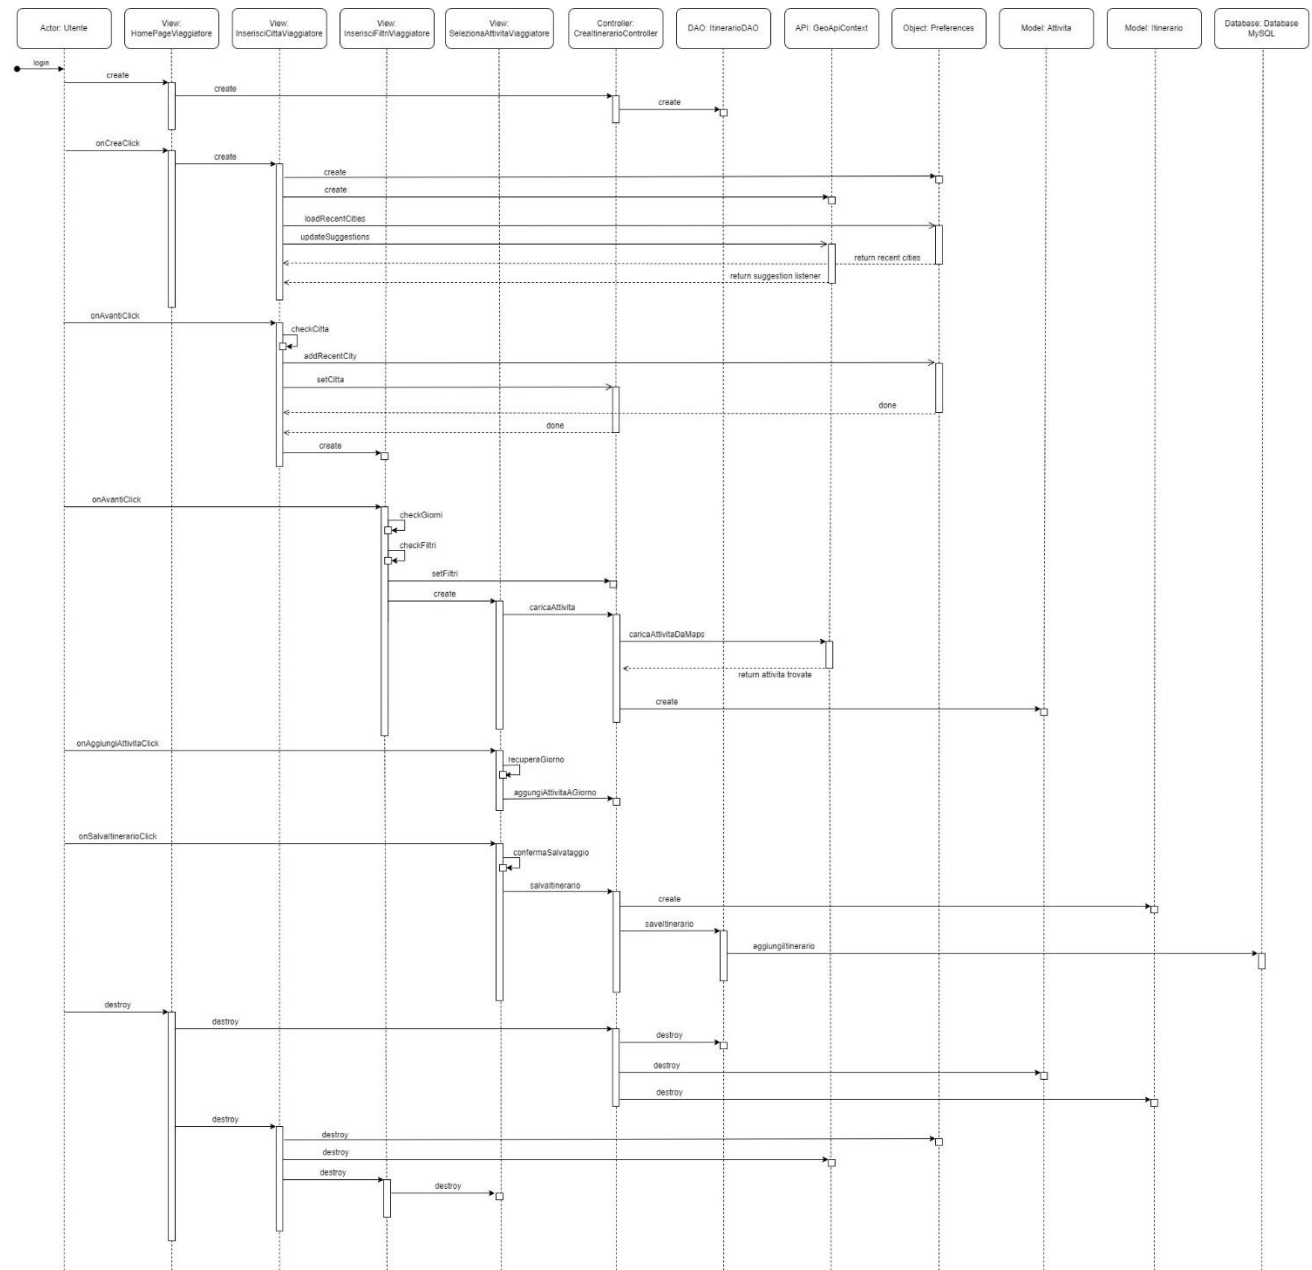 Actor: Utente
View:
HomePageViaggiatore
View:
InserisciCittaViaggiatore
View:
InserisciFiltriViaggiatore
View:
SelezionaAttivitaViaggiatore
Controller:
CreaItinerarioController
DAO: ItinerarioDAO
API: GeoApiContext
Object: Preferences
Model: Attivita
Model: Itinerario
Database: Database
MySQL
login
create
create
create
onCreaClick
create
create
create
loadRecentCities
updateSuggestions
return recent cities
return suggestion listener
onAvantiClick
checkCitta
addRecentCity
setCitta
done
done
create
onAvantiClick
checkGiorni
checkFiltri
setFiltri
create
caricaAttivita
caricaAttivitaDaMaps
return attivita trovate
create
onAggiungiAttivitaClick
recuperaGiorno
aggungiAttivitaAGiorno
onSalvaItinerarioClick
confermaSalvataggio
salvaItinerario
create
saveItinerario
aggiungiItinerario
destroy
destroy
destroy
destroy
destroy
destroy
destroy
destroy
destroy
destroy